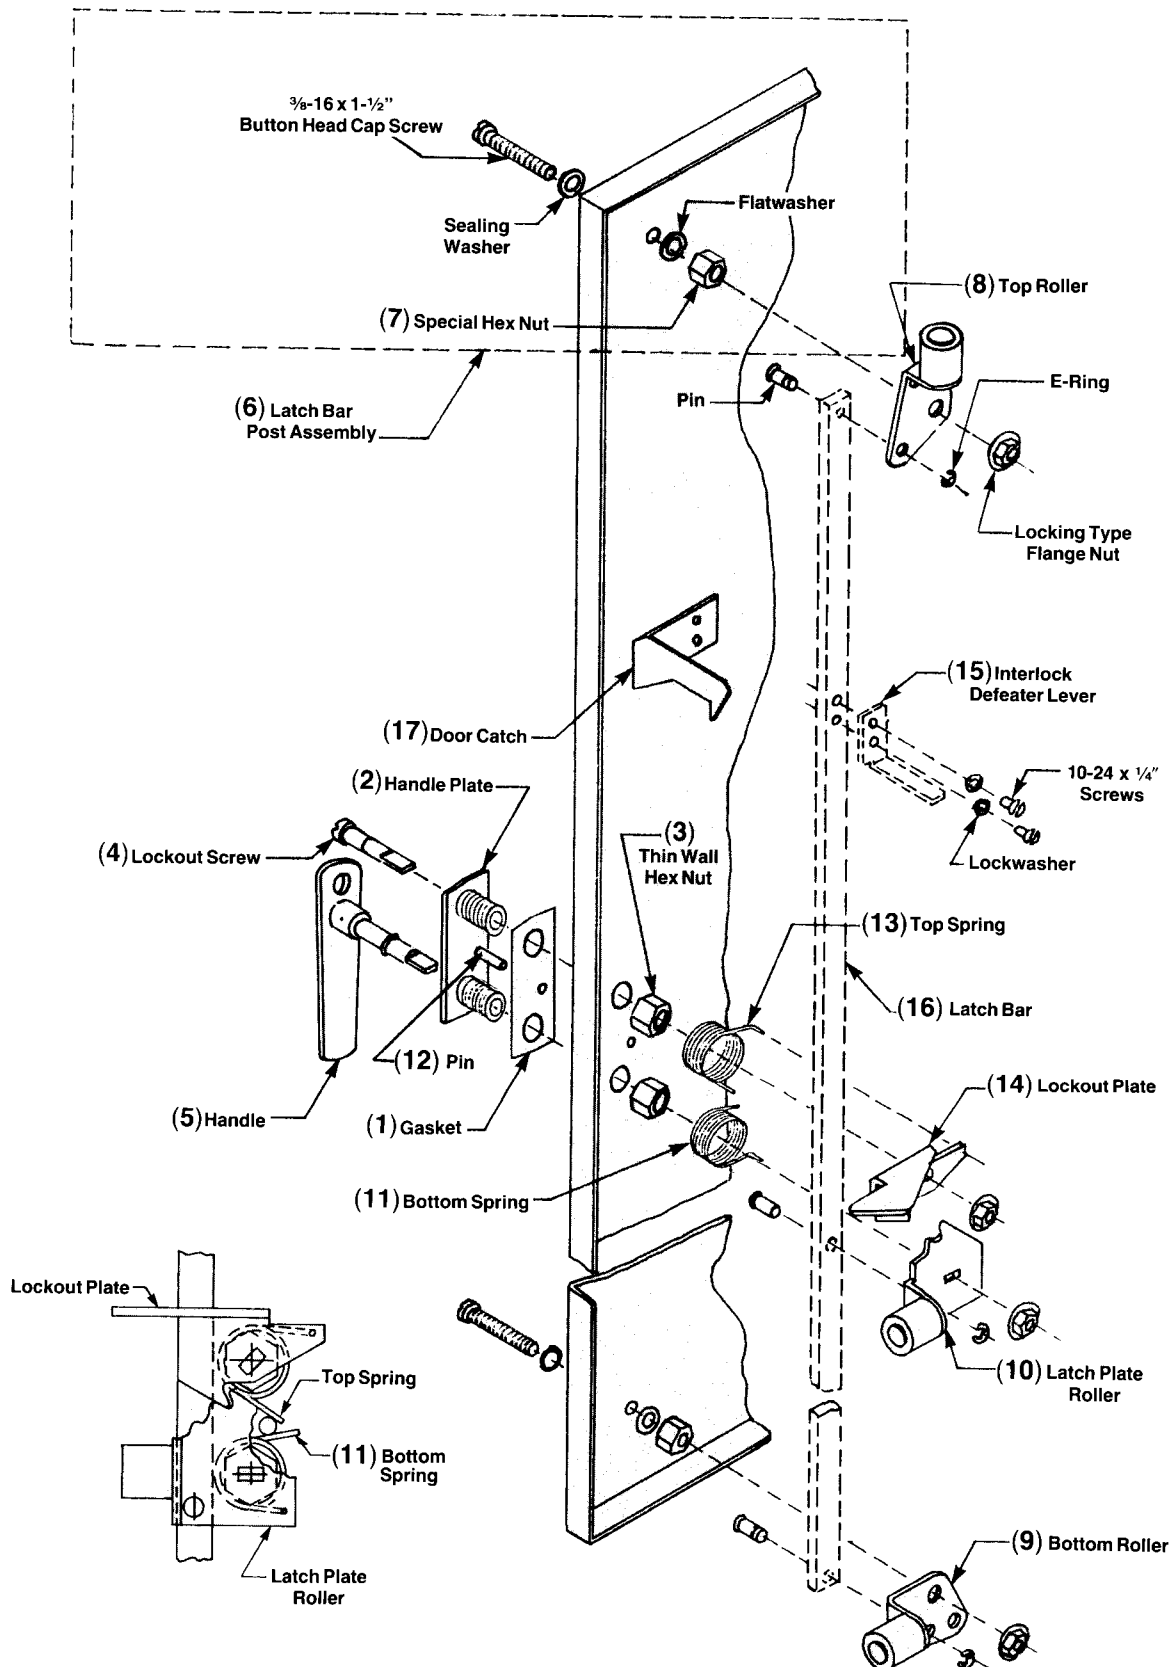 ⅜-16 x 1-½"
Button Head Cap Screw
Sealing
Washer
Flatwasher
(7) Special Hex Nut
(8) Top Roller
(6) Latch Bar
Post Assembly
Pin
E-Ring
Locking Type
Flange Nut
(15) Interlock
Defeater Lever
(17) Door Catch
(2) Handle Plate
10-24 x ¼"
Screws
(4) Lockout Screw
(3)
Thin Wall
Hex Nut
Lockwasher
(13) Top Spring
(16) Latch Bar
(12) Pin
(14) Lockout Plate
(5) Handle
(1) Gasket
(11) Bottom Spring
Lockout Plate
Top Spring
(10) Latch Plate
Roller
(11) Bottom
Spring
(9) Bottom Roller
Latch Plate
Roller